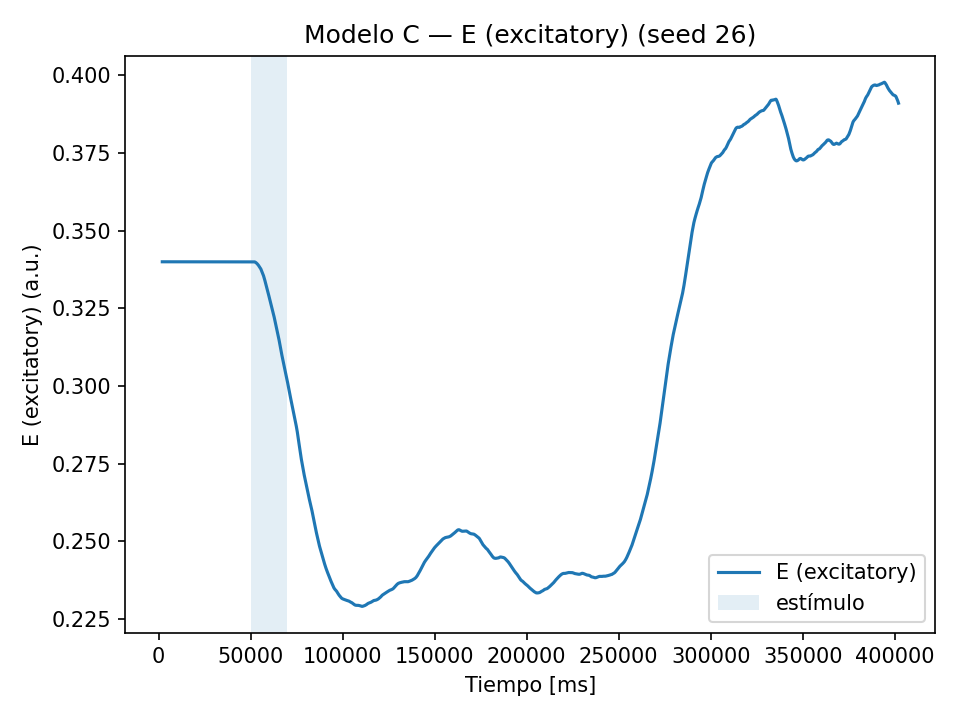 Modelo C — E (excitatory) (seed 26)
E (excitatory) (a.u.)
0.400
0.375
0.350
0.325
0.300
0.275
0.250
0.225
E (excitatory)
estímulo
0 50000 100000 150000 200000 250000 300000 350000 400000
Tiempo [ms]